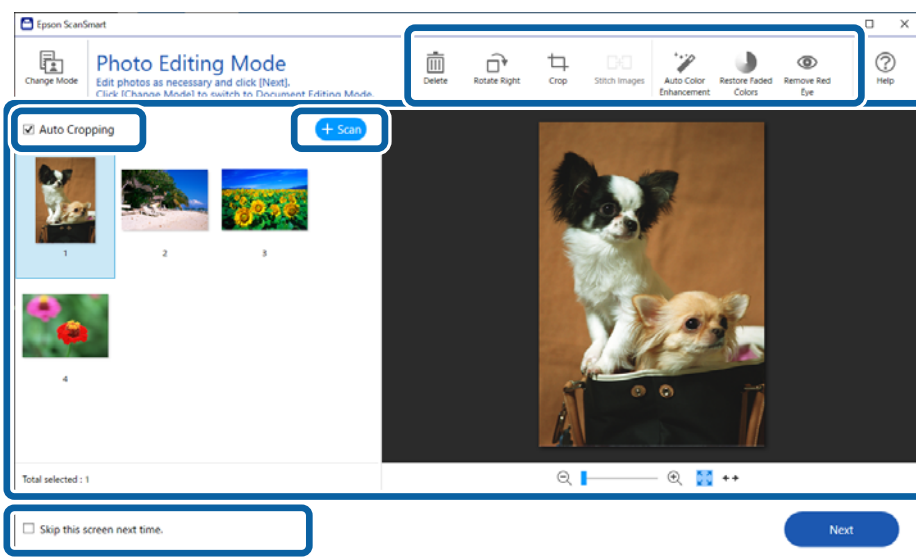 Epson ScanSmart
Change Mode
Photo Editing Mode
Edit photos as necessary and click [Next].
Click [Change Mode] to switch to Document Editing Mode.
Delete
Rotate Right
Crop
Stitch Images
Auto Color
Enhancement
Restore Faded
Colors
Remove Red
Eye
Help
Auto Cropping
+ Scan
1
2
3
4
Total selected : 1
Skip this screen next time.
Next